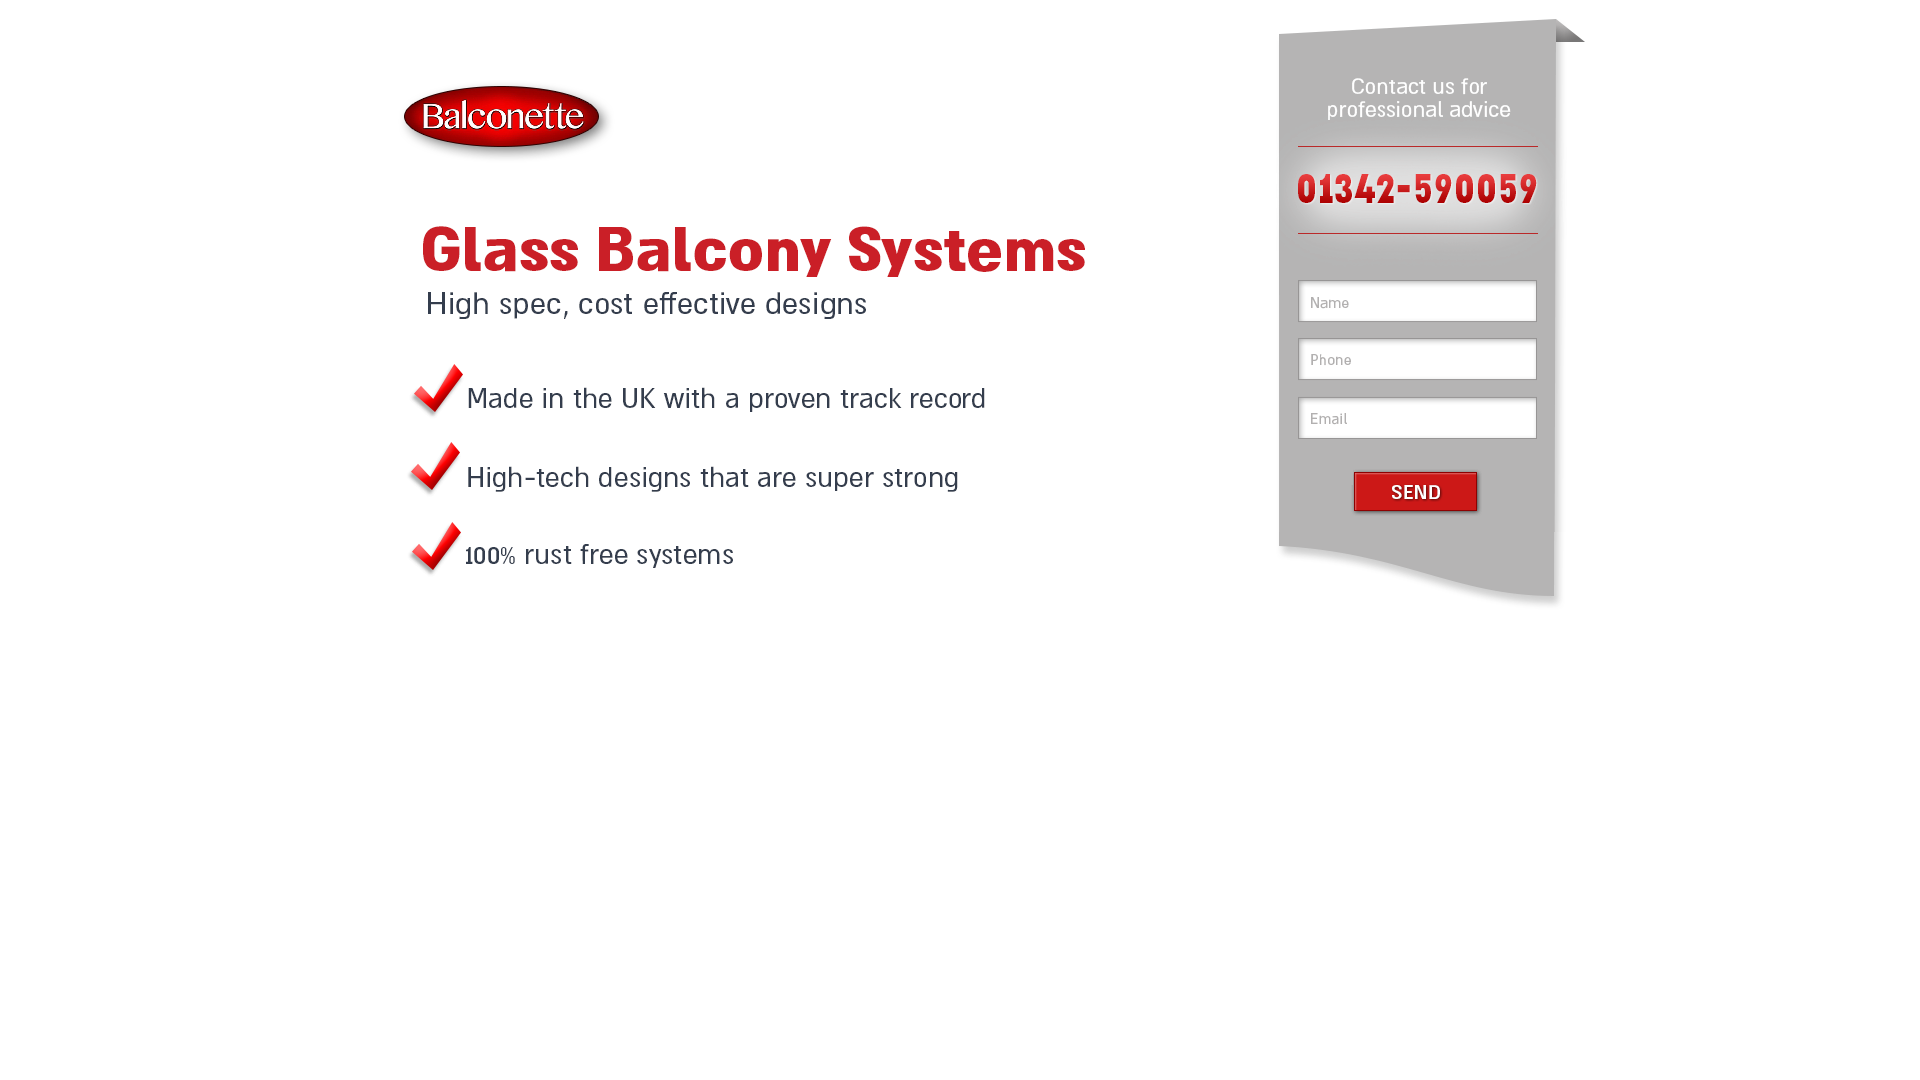 Balconette
Glass Balcony Systems
High spec, cost effective designs
Made in the UK with a proven track record
High-tech designs that are super strong
100% rust free systems
Contact us for
professional advice
01342-590059
Name
Phone
Email
SEND